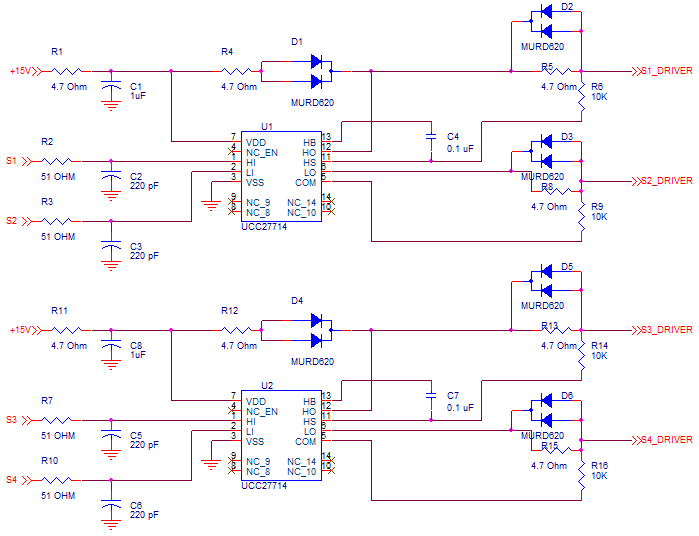 D2
MURD620
R1
R4
D1
+15V
4.7 Ohm
C1
1uF
4.7 Ohm
MURD620
R5
4.7 Ohm
S1_DRIVER
R6
10K
U1
C4
0.1 uF
R2
S1
51 OHM
C2
220 pF
7 VDD HB 13
4 NC_EN HO 12
1 HI HS 11
2 LI LO 6
3 VSS COM 5
9 NC_9 NC_14 14
8 NC_8 NC_10 10
UCC27714
D3
MURD620
R8
4.7 Ohm
S2_DRIVER
R9
10K
R3
S2
51 OHM
C3
220 pF
D5
MURD620
R11
R12
D4
+15V
4.7 Ohm
C8
1uF
4.7 Ohm
MURD620
R13
4.7 Ohm
S3_DRIVER
R14
10K
U2
C7
0.1 uF
R7
S3
51 OHM
C5
220 pF
7 VDD HB 13
4 NC_EN HO 12
1 HI HS 11
2 LI LO 6
3 VSS COM 5
9 NC_9 NC_14 14
8 NC_8 NC_10 10
UCC27714
D6
MURD620
R15
4.7 Ohm
S4_DRIVER
R16
10K
R10
S4
51 OHM
C6
220 pF